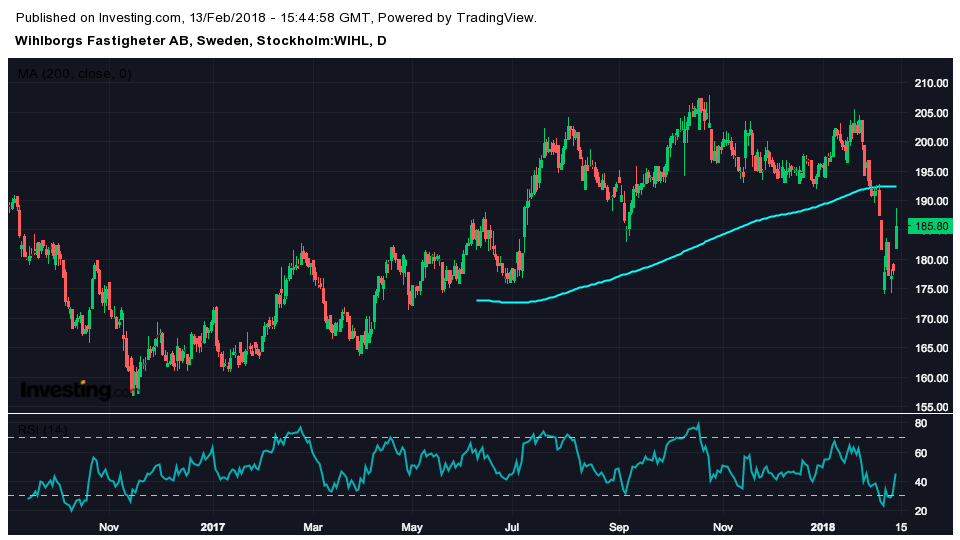 Published on Investing.com, 13/Feb/2018 - 15:44:58 GMT, Powered by TradingView.
Wihlborgs Fastigheter AB, Sweden, Stockholm:WIHL, D
MA (200, close, 0)
210.00
205.00
200.00
195.00
190.00
185.80
180.00
175.00
170.00
165.00
160.00
155.00
Investing.com
RSI (14)
80
60
40
20
Nov 2017 Mar May Jul Sep Nov 2018 15